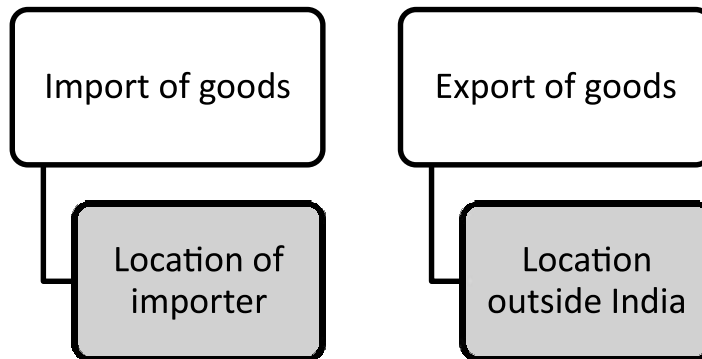 Import of goods
Export of goods
Location of
importer
Location
outside India